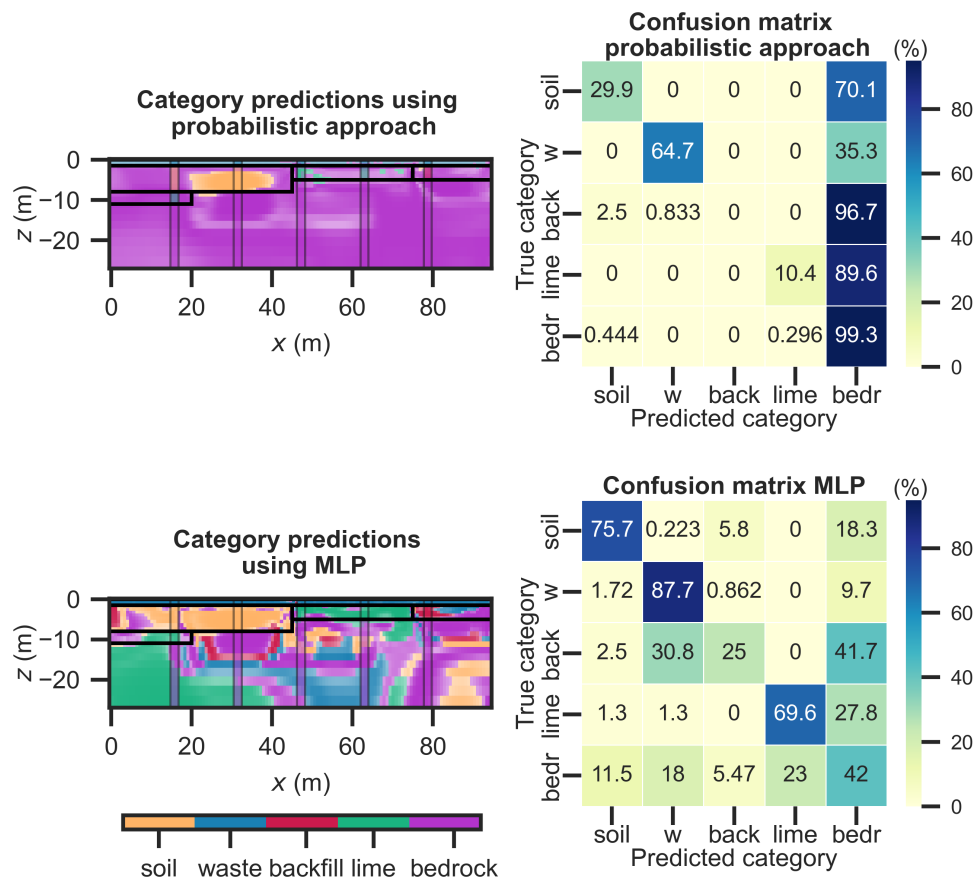 Category predictions using
probabilistic approach
0
−10
−20
z (m)
0
20
40
60
80
x (m)
Confusion matrix
probabilistic approach
(%)
soil
29.9
0
0
0
70.1
w
0
64.7
0
0
35.3
back
2.5
0.833
0
0
96.7
lime
0
0
0
10.4
89.6
bedr
0.444
0
0
0.296
99.3
True category
soil
w
back
lime
bedr
Predicted category
80
60
40
20
0
Category predictions
using MLP
0
−10
−20
z (m)
0
20
40
60
80
x (m)
soil
waste
backfill
lime
bedrock
Confusion matrix MLP
(%)
soil
75.7
0.223
5.8
0
18.3
w
1.72
87.7
0.862
0
9.7
back
2.5
30.8
25
0
41.7
lime
1.3
1.3
0
69.6
27.8
bedr
11.5
18
5.47
23
42
True category
soil
w
back
lime
bedr
Predicted category
80
60
40
20
0